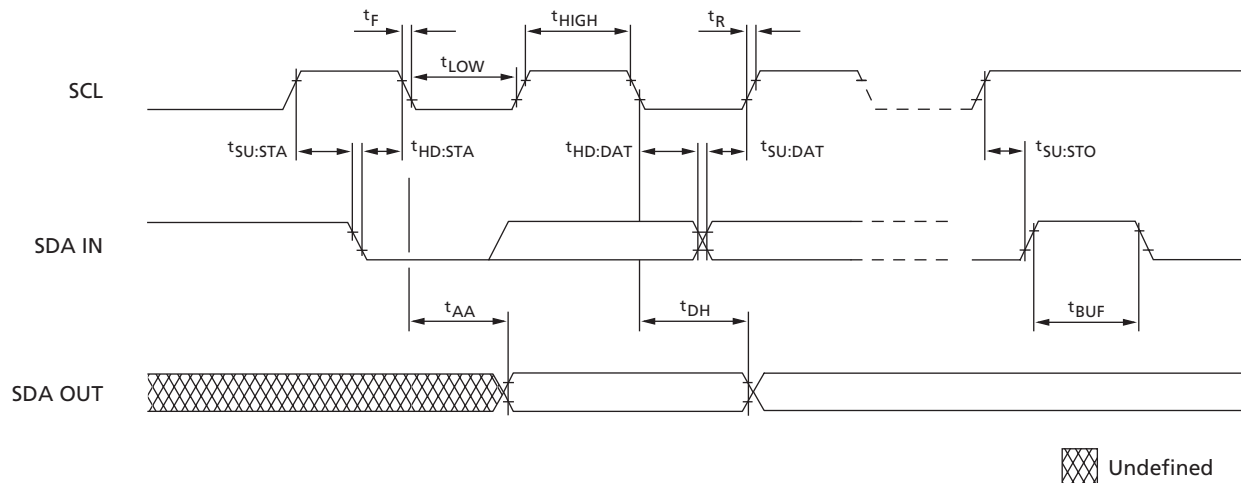 tF
tHIGH
tR
tLOW
SCL
tSU:STA
tHD:STA
tHD:DAT
tSU:DAT
tSU:STO
SDA IN
tAA
tDH
tBUF
SDA OUT
Undefined